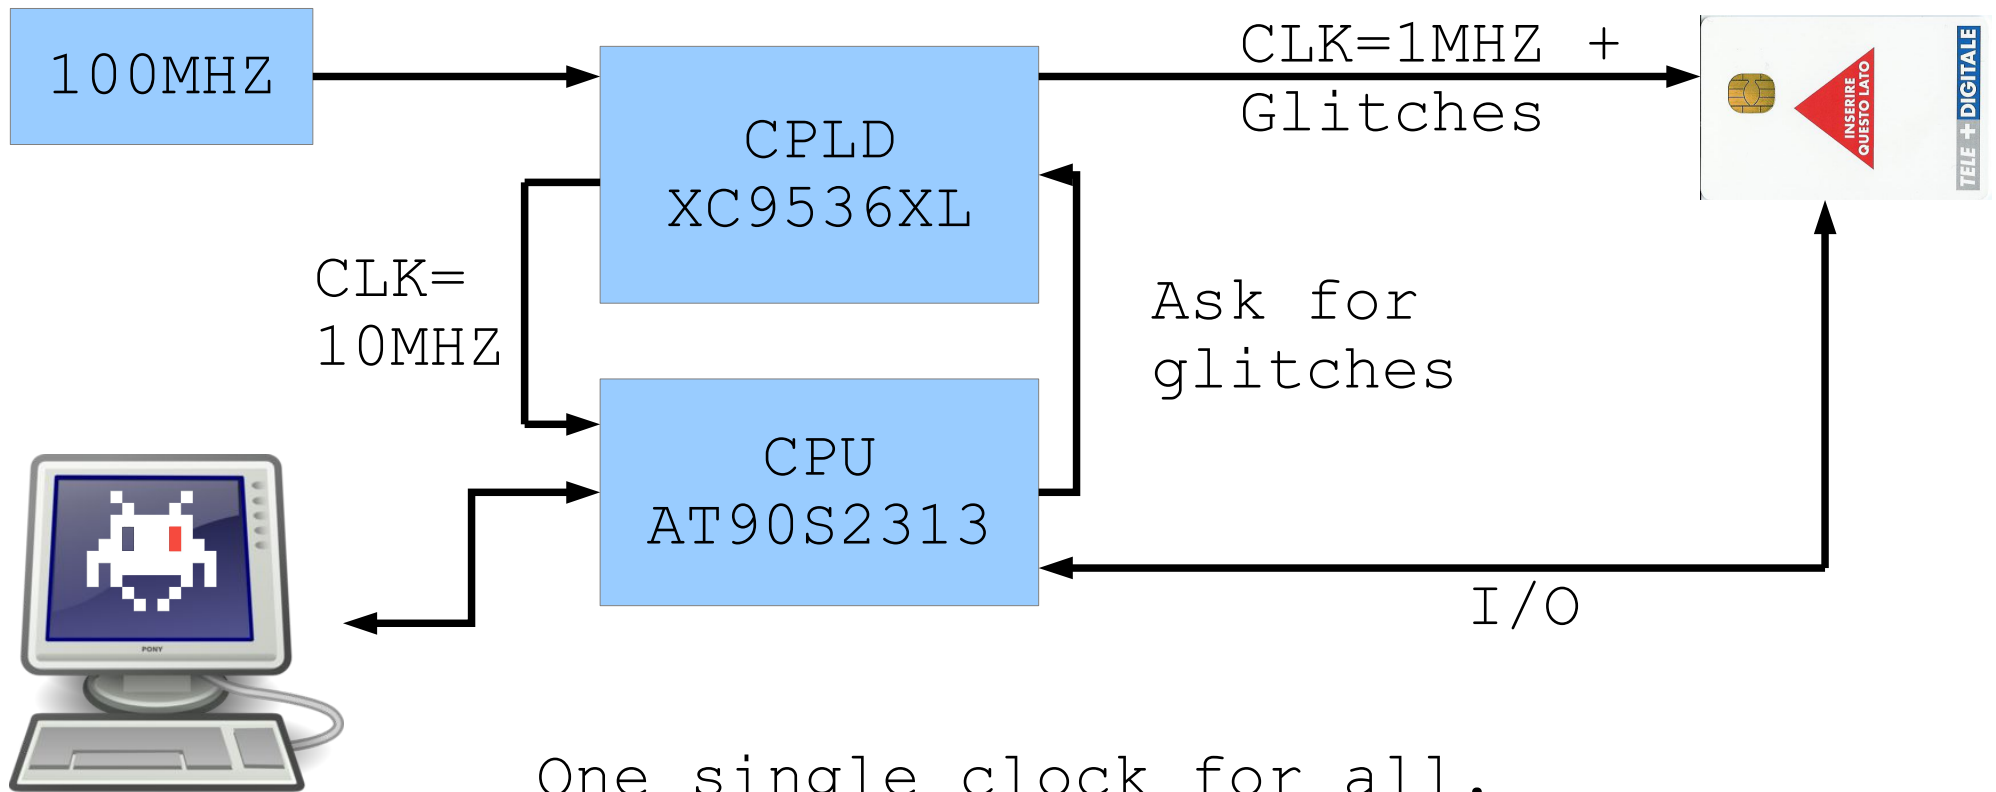 100MHZ
CPLD
XC9536XL
CLK=1MHZ +
Glitches
INSERIRE
QUESTO LATO
TELE + DIGITALE
CLK=
10MHZ
Ask for
glitches
CPU
AT90S2313
I/O
PONY
One single clock for all.